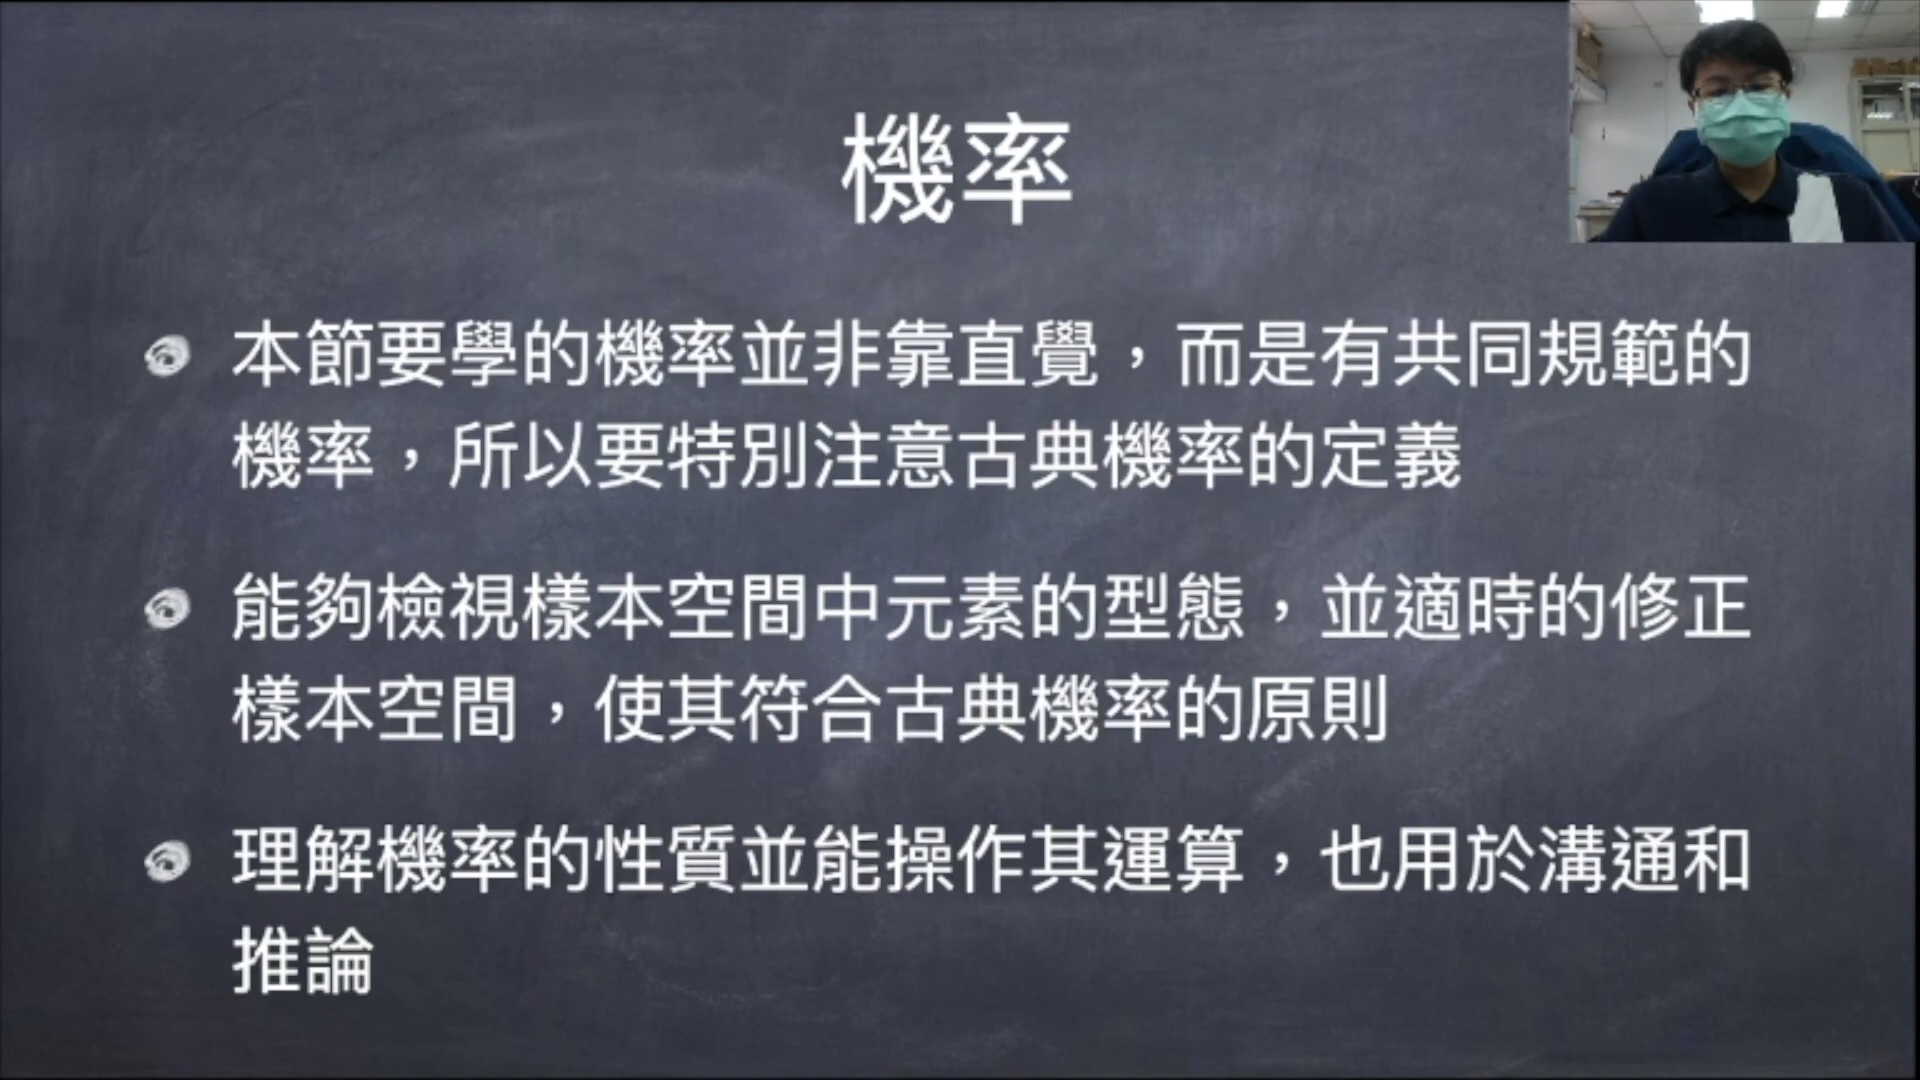 機率
本節要學的機率並非靠直覺，而是有共同規範的
機率，所以要特別注意古典機率的定義
能夠檢視樣本空間中元素的型態，並適時的修正
樣本空間，使其符合古典機率的原則
理解機率的性質並能操作其運算，也用於溝通和
推論